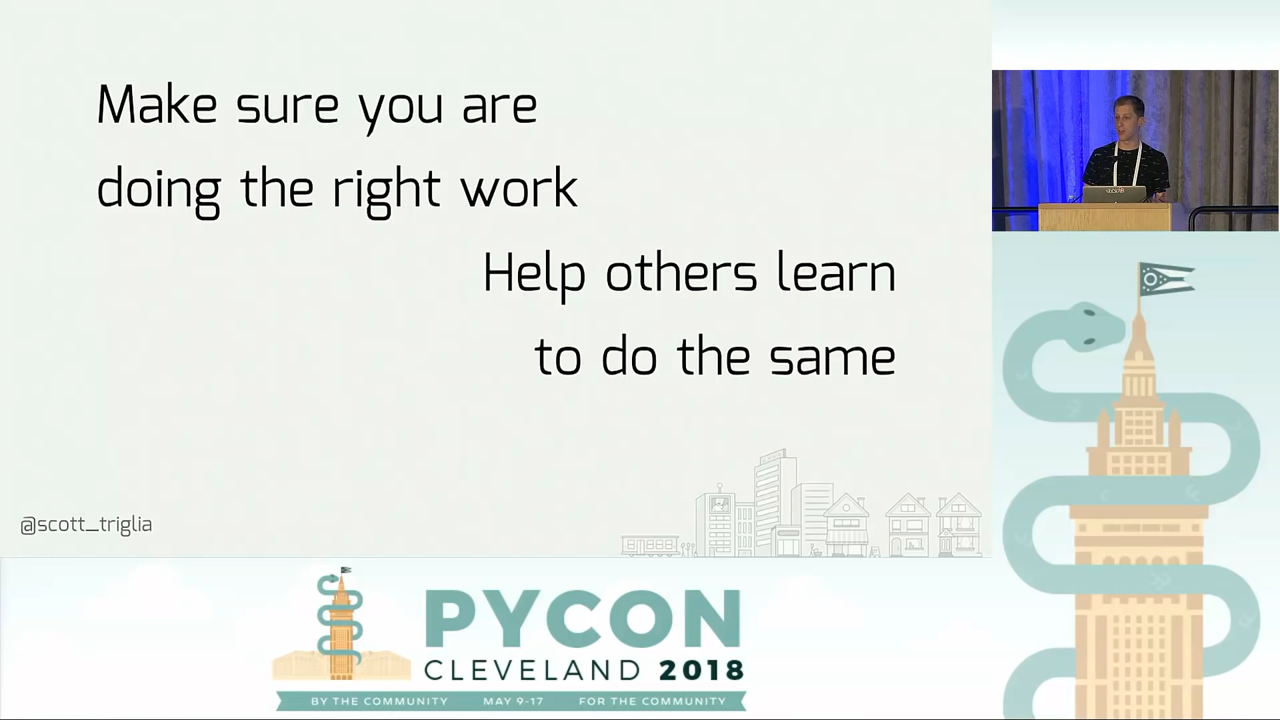 Make sure you are
doing the right work
Help others learn
to do the same
@scott_triglia
PYCON
CLEVELAND 2018
BY THE COMMUNITY MAY 9-17 FOR THE COMMUNITY